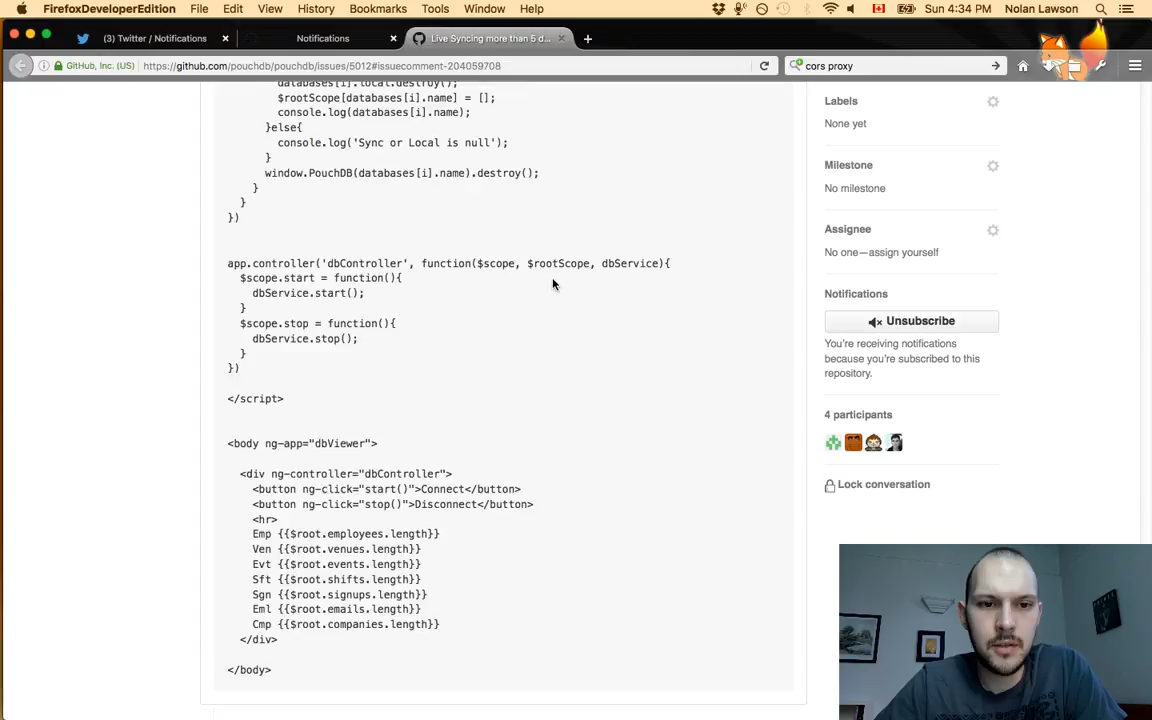 FirefoxDeveloperEdition File Edit View History Bookmarks Tools Window Help Sun 4:34 PM Nolan Lawson
(3) Twitter / Notifications Notifications Live Syncing more than 5 d...
GitHub, Inc. (US) https://github.com/pouchdb/pouchdb/issues/5012#issuecomment-204059708 cors proxy
databases[i].local.destroy();
$rootScope[databases[i].name] = [];
console.log(databases[i].name);
}else{
console.log('Sync or Local is null');
}
window.PouchDB(databases[i].name).destroy();
}
}
})
app.controller('dbController', function($scope, $rootScope, dbService){
$scope.start = function(){
dbService.start();
}
$scope.stop = function(){
dbService.stop();
}
})
</script>
<body ng-app="dbViewer">
<div ng-controller="dbController">
<button ng-click="start()">Connect</button>
<button ng-click="stop()">Disconnect</button>
<hr>
Emp {{$root.employees.length}}
Ven {{$root.venues.length}}
Evt {{$root.events.length}}
Sft {{$root.shifts.length}}
Sgn {{$root.signups.length}}
Eml {{$root.emails.length}}
Cmp {{$root.companies.length}}
</div>
</body>
Labels
None yet
Milestone
No milestone
Assignee
No one—assign yourself
Notifications
Unsubscribe
You're receiving notifications
because you're subscribed to this
repository.
4 participants
Lock conversation